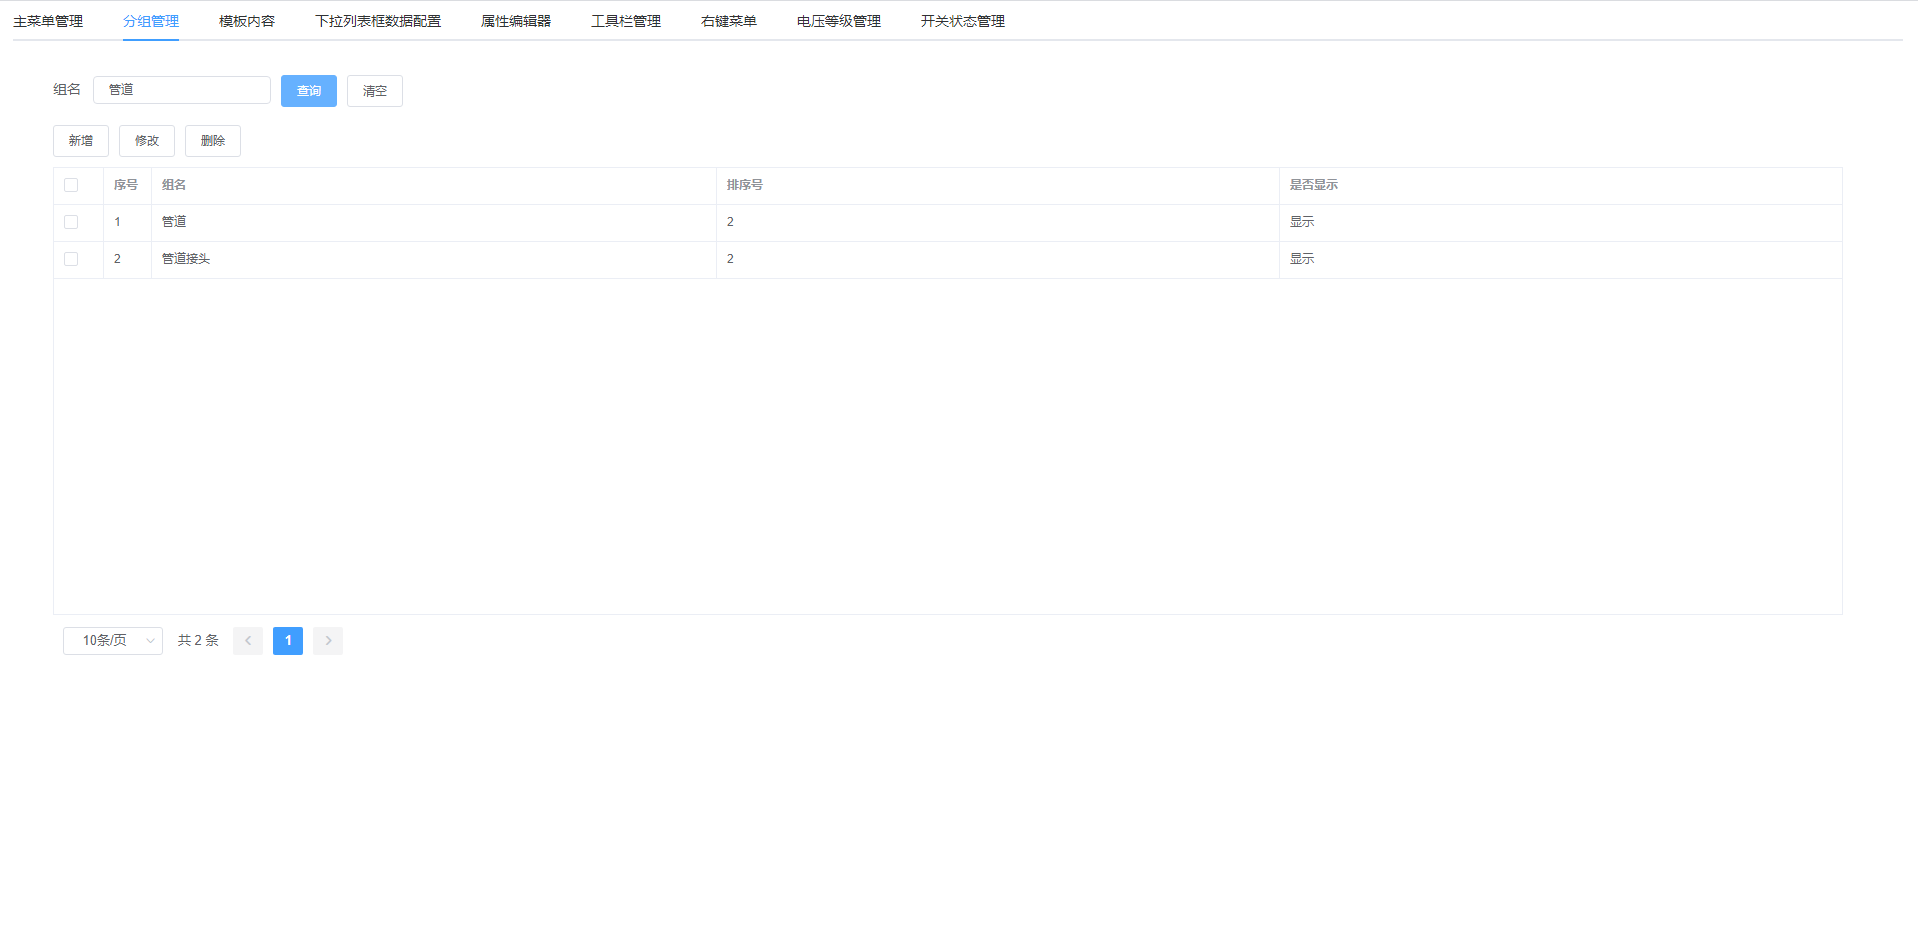 主菜单管理 分组管理 模板内容 下拉列表框数据配置 属性编辑器 工具栏管理 右键菜单 电压等级管理 开关状态管理
组名 管道 查询 清空
新增 修改 删除
序号 组名 排序号 是否显示
1 管道 2 显示
2 管道接头 2 显示
10条/页 共 2 条 1